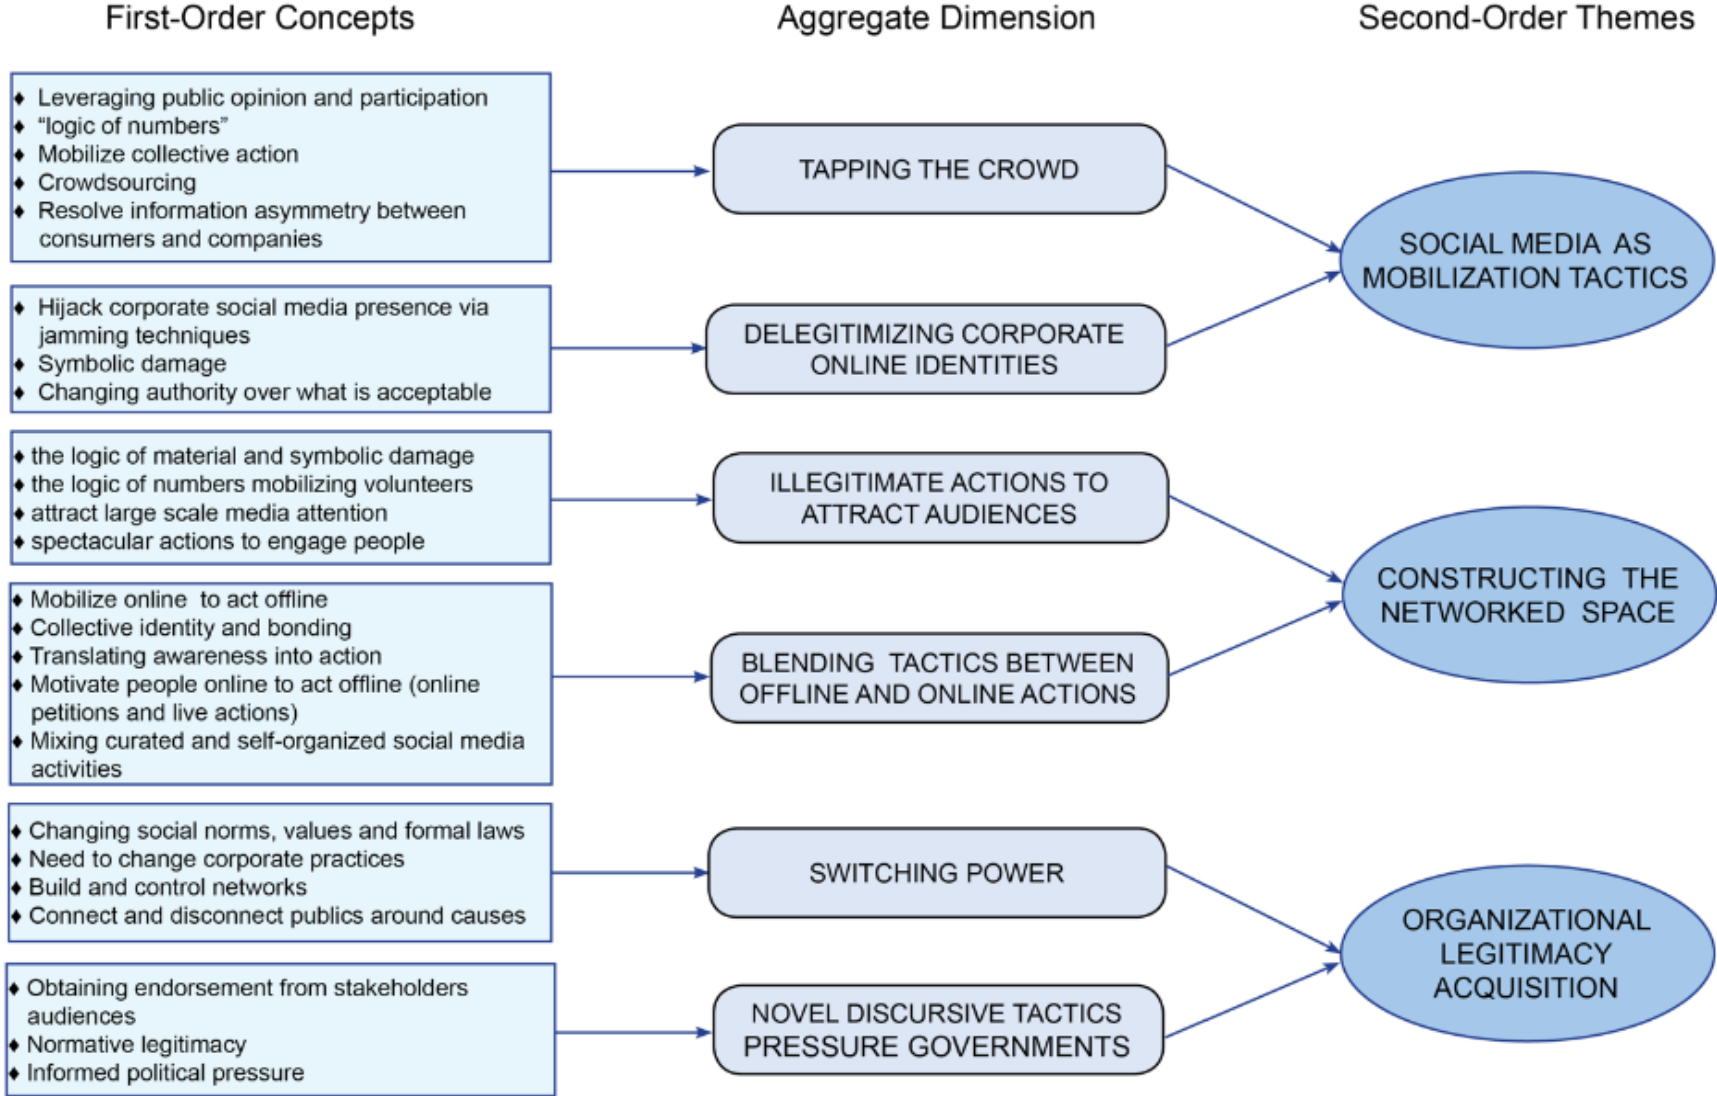 First-Order Concepts
Aggregate Dimension
Second-Order Themes
♦ Leveraging public opinion and participation
♦ “logic of numbers”
♦ Mobilize collective action
♦ Crowdsourcing
♦ Resolve information asymmetry between
consumers and companies
TAPPING THE CROWD
♦ Hijack corporate social media presence via
jamming techniques
♦ Symbolic damage
♦ Changing authority over what is acceptable
DELEGITIMIZING CORPORATE
ONLINE IDENTITIES
SOCIAL MEDIA AS
MOBILIZATION TACTICS
♦ the logic of material and symbolic damage
♦ the logic of numbers mobilizing volunteers
♦ attract large scale media attention
♦ spectacular actions to engage people
ILLEGITIMATE ACTIONS TO
ATTRACT AUDIENCES
♦ Mobilize online to act offline
♦ Collective identity and bonding
♦ Translating awareness into action
♦ Motivate people online to act offline (online
petitions and live actions)
♦ Mixing curated and self-organized social media
activities
BLENDING TACTICS BETWEEN
OFFLINE AND ONLINE ACTIONS
CONSTRUCTING THE
NETWORKED SPACE
♦ Changing social norms, values and formal laws
♦ Need to change corporate practices
♦ Build and control networks
♦ Connect and disconnect publics around causes
SWITCHING POWER
♦ Obtaining endorsement from stakeholders
audiences
♦ Normative legitimacy
♦ Informed political pressure
NOVEL DISCURSIVE TACTICS
PRESSURE GOVERNMENTS
ORGANIZATIONAL
LEGITIMACY
ACQUISITION